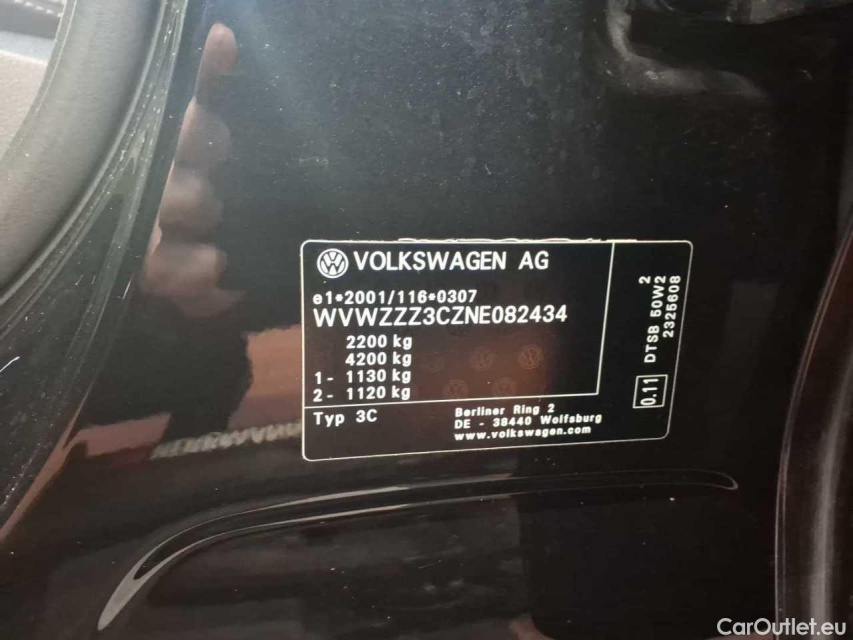 VOLKSWAGEN AG
e1*2001/116*0307
WVWZZZ3CZNE082434
2200 kg
4200 kg
1- 1130 kg
2- 1120 kg
Typ 3C
Berliner Ring 2
DE - 38440 Wolfsburg
www.volkswagen.com
0.11
DTSB 50W2 2
2325608
CarOutlet.eu